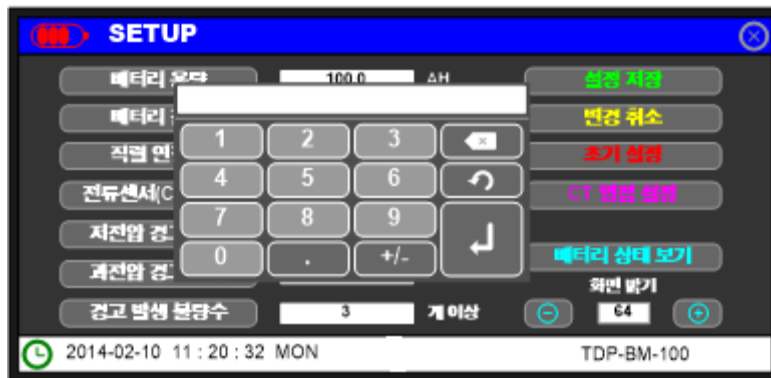 SETUP
배터리 용량 100.0 AH 설정 저장
배터리 변경 취소
직렬 연 초기 설정
전류센서(C CT 영점 설정
저전압 경
과전압 경 배터리 상태 보기
화면 밝기
경고 발생 불량수 3 개 이상 64
1 2 3
4 5 6
7 8 9
0 . +/-
2014-02-10 11 : 20 : 32 MON TDP-BM-100